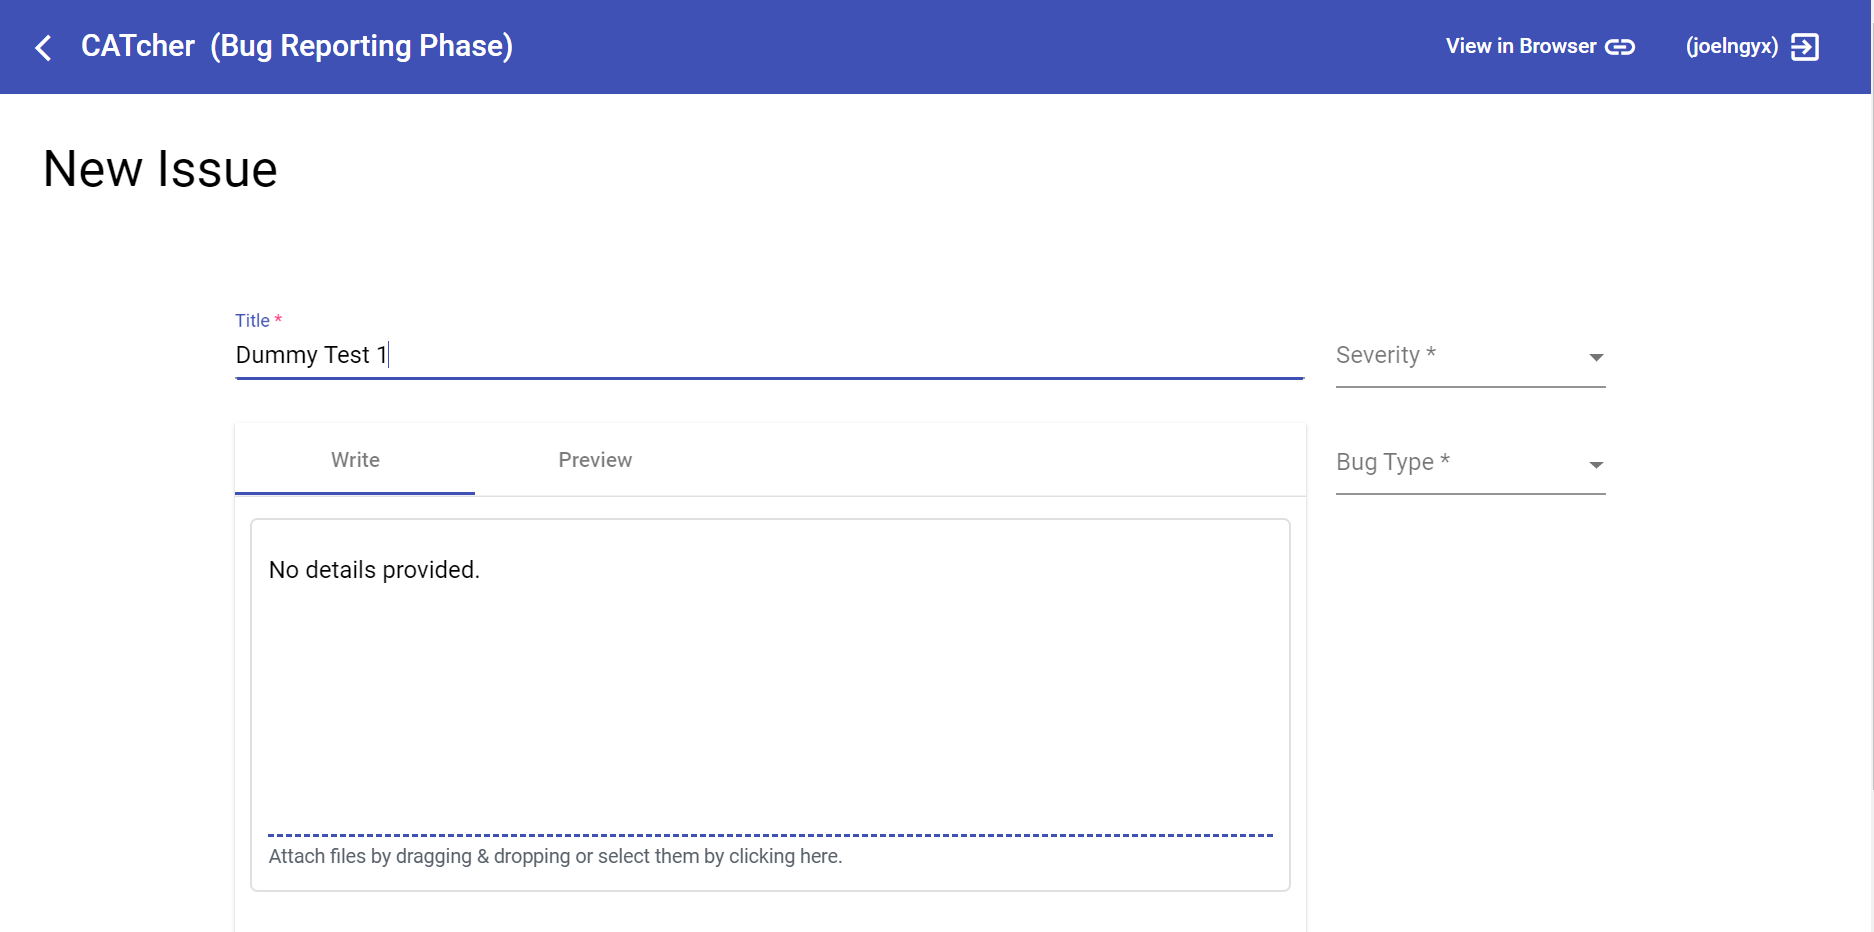 CATcher (Bug Reporting Phase)
View in Browser
(joelngyx)
New Issue
Title *
Dummy Test 1
Severity *
Write
Preview
Bug Type *
No details provided.
Attach files by dragging & dropping or select them by clicking here.